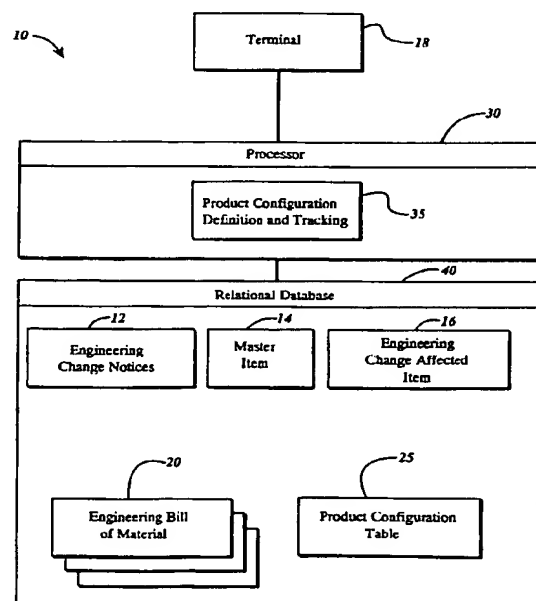 10
Terminal
18
30
Processor
Product Configuration
Definition and Tracking
35
40
Relational Database
12
14
16
Engineering
Change Notices
Master
Item
Engineering
Change Affected
Item
20
25
Engineering Bill
of Material
Product Configuration
Table